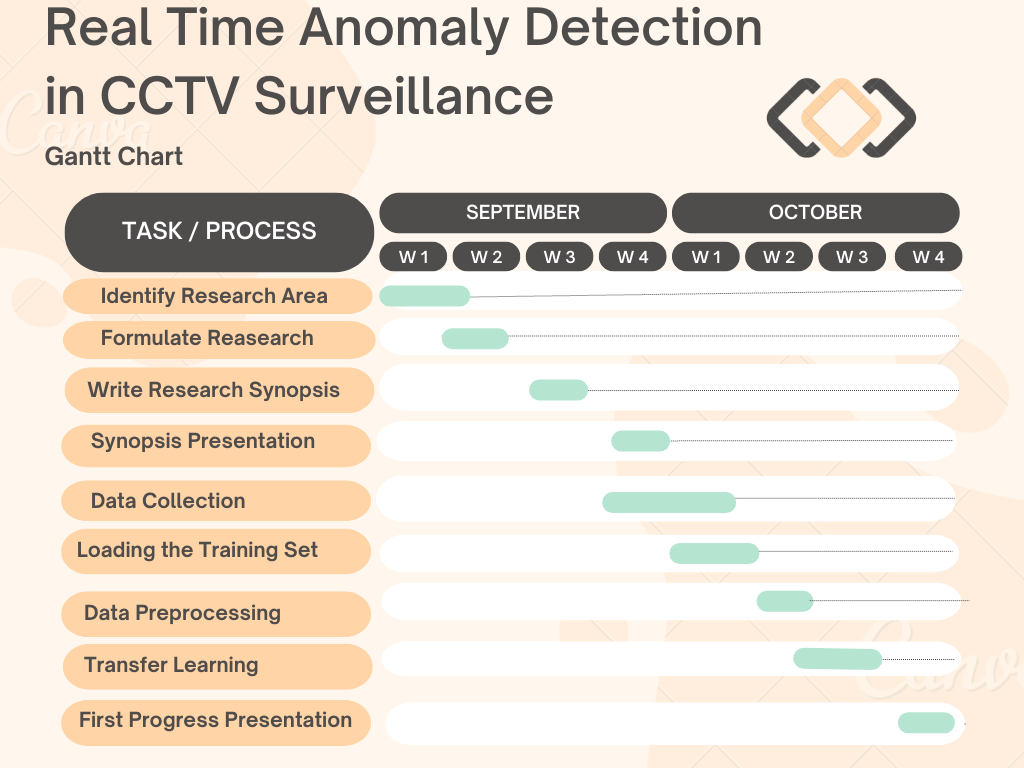 Real Time Anomaly Detection
in CCTV Surveillance
Gantt Chart
TASK / PROCESS
SEPTEMBER
OCTOBER
W 1
W 2
W 3
W 4
W 1
W 2
W 3
W 4
Identify Research Area
Formulate Reasearch
Write Research Synopsis
Synopsis Presentation
Data Collection
Loading the Training Set
Data Preprocessing
Transfer Learning
First Progress Presentation
Canva
Canva